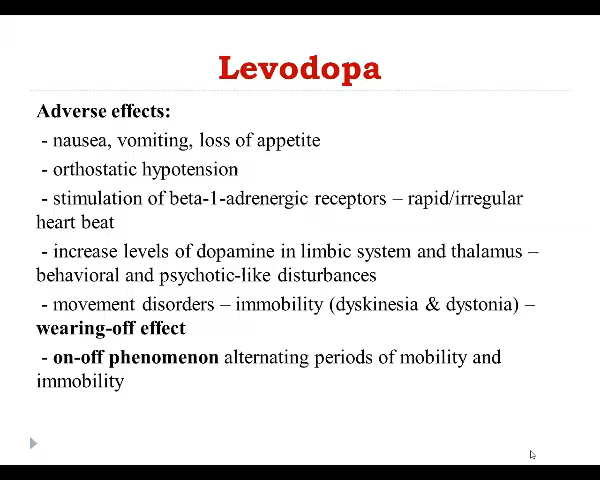 Levodopa
Adverse effects:
- nausea, vomiting, loss of appetite
- orthostatic hypotension
- stimulation of beta-1-adrenergic receptors – rapid/irregular
heart beat
- increase levels of dopamine in limbic system and thalamus –
behavioral and psychotic-like disturbances
- movement disorders – immobility (dyskinesia & dystonia) –
wearing-off effect
- on-off phenomenon alternating periods of mobility and
immobility